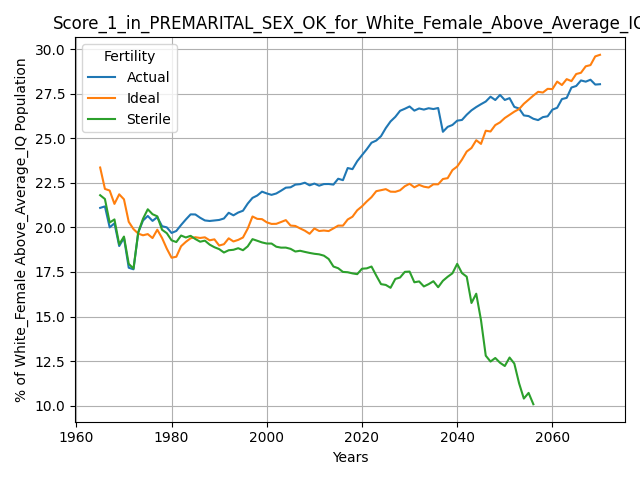 Score_1_in_PREMARITAL_SEX_OK_for_White_Female_Above_Average_IQ
Fertility
Actual
Ideal
Sterile
% of White_Female Above_Average_IQ Population
30.0
27.5
25.0
22.5
20.0
17.5
15.0
12.5
10.0
1960
1980
2000
2020
2040
2060
Years